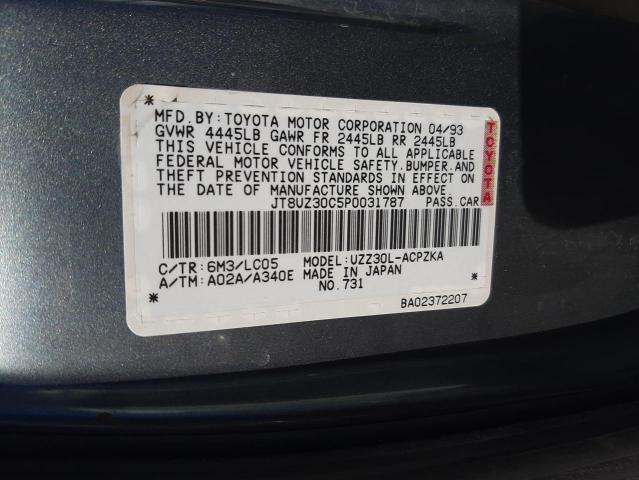 MFD. BY: TOYOTA MOTOR CORPORATION 04/93
GVWR 4445LB GAWR FR 2445LB RR 2445LB
THIS VEHICLE CONFORMS TO ALL APPLICABLE
FEDERAL MOTOR VEHICLE SAFETY, BUMPER, AND
THEFT PREVENTION STANDARDS IN EFFECT ON
THE DATE OF MANUFACTURE SHOWN ABOVE.
JT8UZ30C5P0031787 PASS.CAR
TOYOTA
C/TR: 6M3/LC05 MODEL: UZZ30L-ACPZKA
A/TM: A02A/A340E MADE IN JAPAN
NO.731
BA02372207